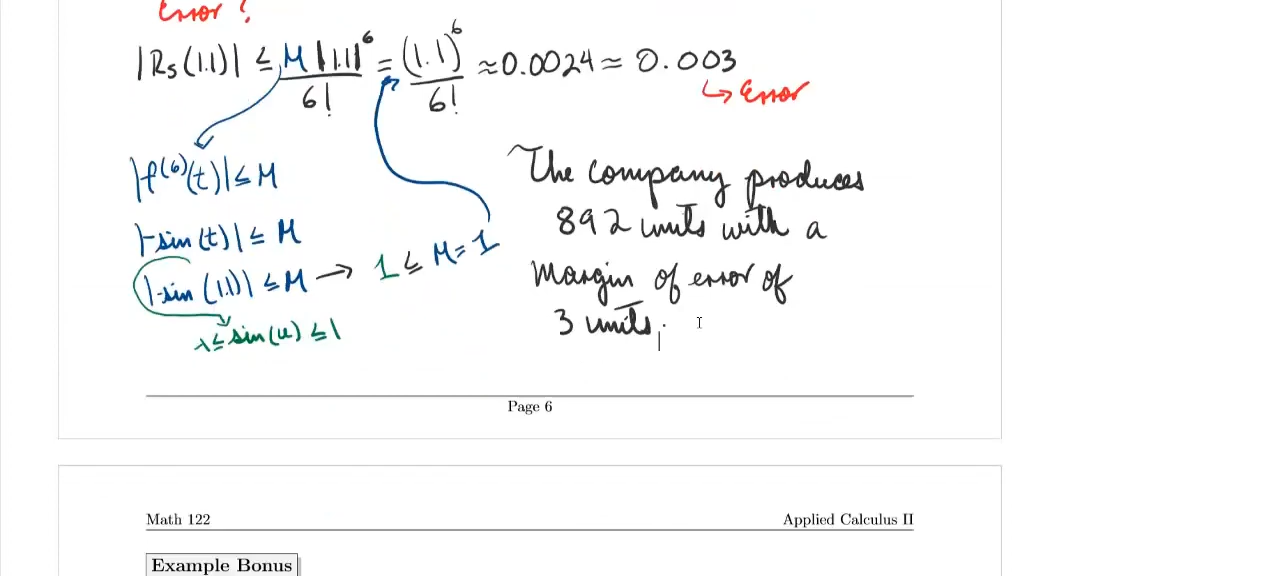 Error?
|R₅(1.1)| ≤ M|1.1|⁶/6! = (1.1)⁶/6! ≈ 0.0024 ≃ 0.003
↳ Error
|f⁽⁶⁾(t)| ≤ M
|-sin(t)| ≤ M
|-sin(1.1)| ≤ M → 1 ≤ M = 1
≤ sin(u) ≤ 1
The company produces
892 units with a
margin of error of
3 units.
Page 6
Math 122
Applied Calculus II
Example Bonus